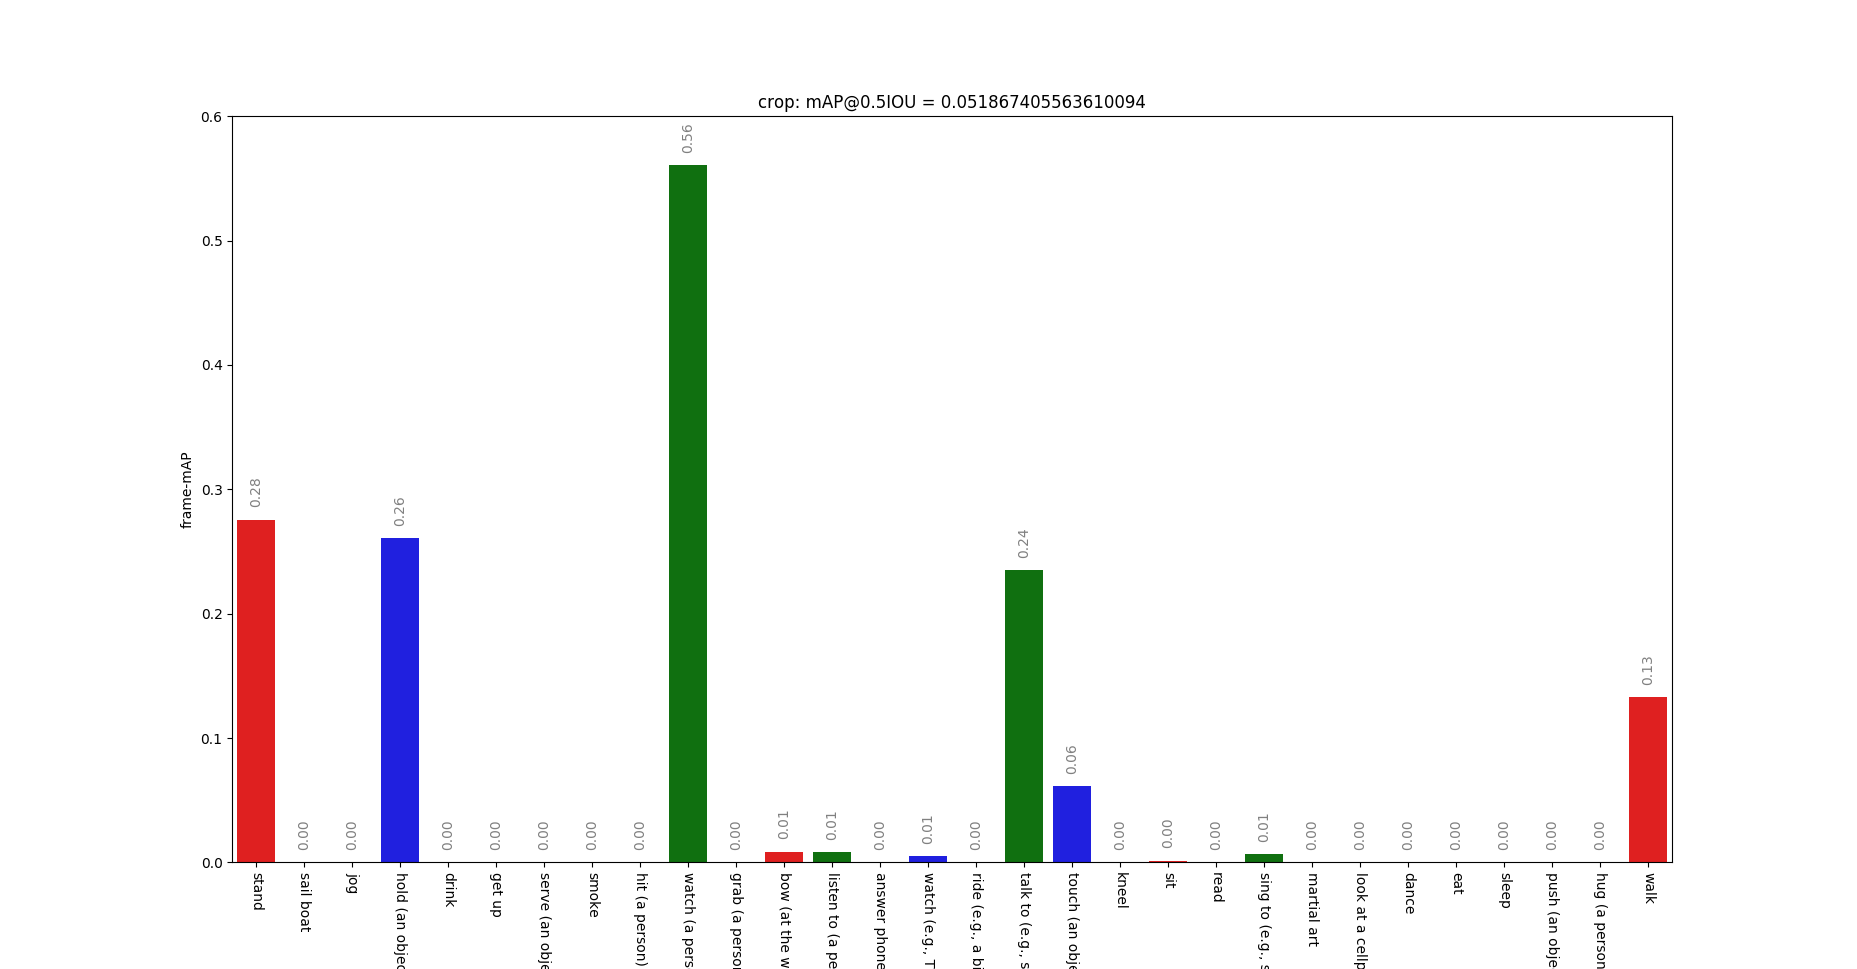 crop: mAP@0.5IOU = 0.051867405563610094
0.6
0.5
0.4
0.3
0.2
0.1
0.0
frame-mAP
0.28
0.00
0.00
0.26
0.00
0.00
0.00
0.00
0.00
0.56
0.00
0.01
0.01
0.00
0.01
0.00
0.24
0.06
0.00
0.00
0.00
0.01
0.00
0.00
0.00
0.00
0.00
0.00
0.00
0.13
stand
sail boat
jog
hold (an objec
drink
get up
serve (an obje
smoke
hit (a person)
watch (a pers
grab (a person
bow (at the w
listen to (a pe
answer phone
watch (e.g., T
ride (e.g., a bi
talk to (e.g., s
touch (an obje
kneel
sit
read
sing to (e.g., s
martial art
look at a cellp
dance
eat
sleep
push (an obje
hug (a person
walk